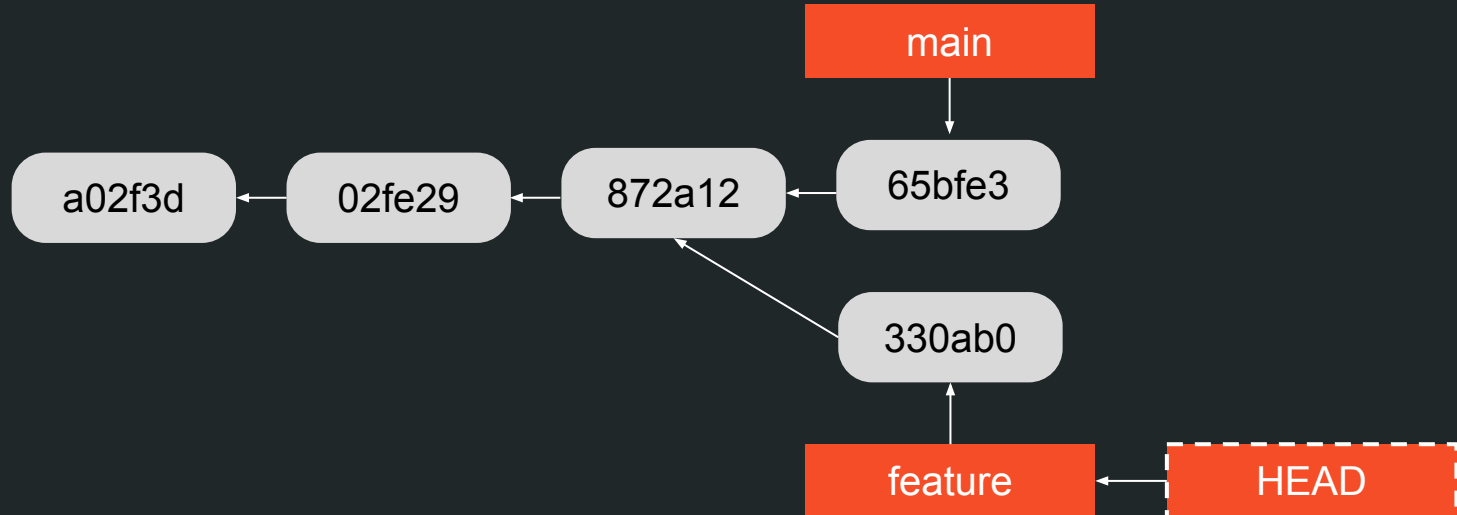 main
a02f3d
02fe29
872a12
65bfe3
330ab0
feature
HEAD